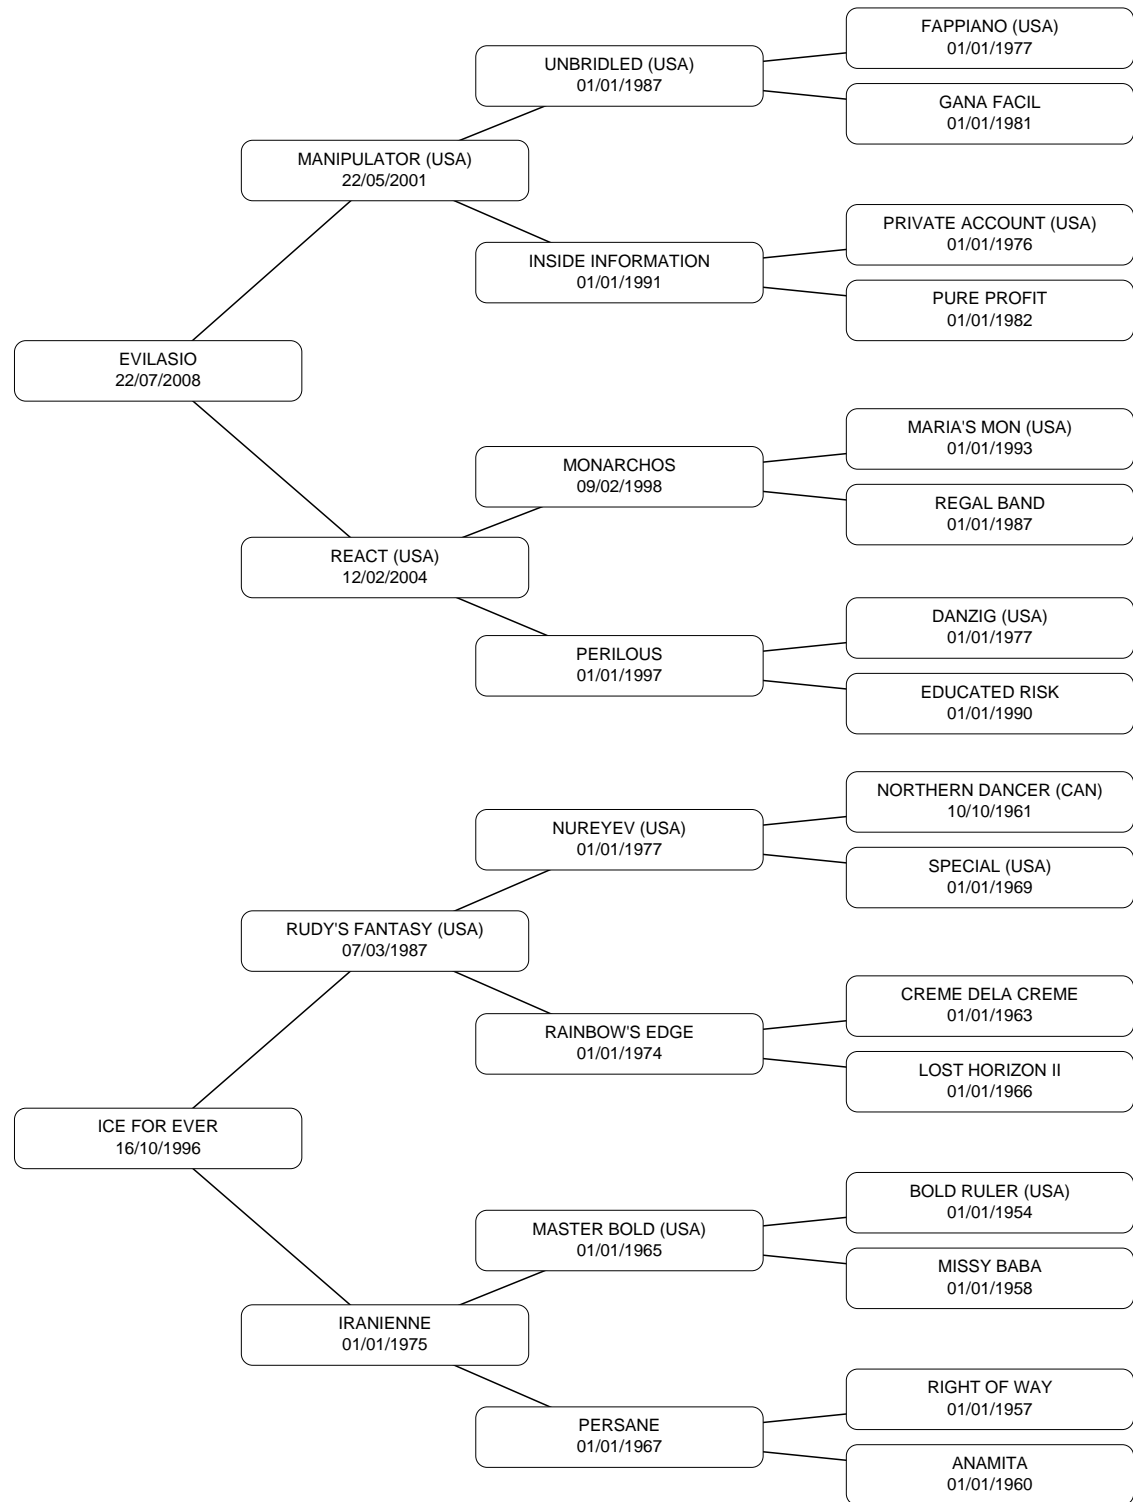 FAPPIANO (USA)
01/01/1977
UNBRIDLED (USA)
01/01/1987
GANA FACIL
01/01/1981
MANIPULATOR (USA)
22/05/2001
PRIVATE ACCOUNT (USA)
01/01/1976
INSIDE INFORMATION
01/01/1991
PURE PROFIT
01/01/1982
EVILASIO
22/07/2008
MARIA'S MON (USA)
01/01/1993
MONARCHOS
09/02/1998
REGAL BAND
01/01/1987
REACT (USA)
12/02/2004
DANZIG (USA)
01/01/1977
PERILOUS
01/01/1997
EDUCATED RISK
01/01/1990
NORTHERN DANCER (CAN)
10/10/1961
NUREYEV (USA)
01/01/1977
SPECIAL (USA)
01/01/1969
RUDY'S FANTASY (USA)
07/03/1987
CREME DELA CREME
01/01/1963
RAINBOW'S EDGE
01/01/1974
LOST HORIZON II
01/01/1966
ICE FOR EVER
16/10/1996
BOLD RULER (USA)
01/01/1954
MASTER BOLD (USA)
01/01/1965
MISSY BABA
01/01/1958
IRANIENNE
01/01/1975
RIGHT OF WAY
01/01/1957
PERSANE
01/01/1967
ANAMITA
01/01/1960